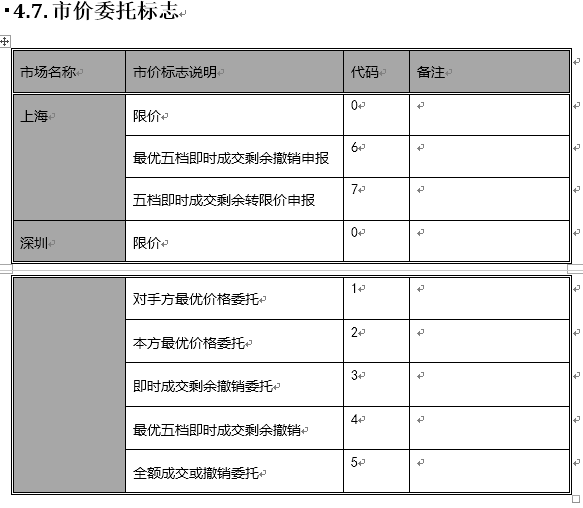 4.7. 市价委托标志
市场名称 市价标志说明 代码 备注
上海 限价 0
最优五档即时成交剩余撤销申报 6
五档即时成交剩余转限价申报 7
深圳 限价 0
对手方最优价格委托 1
本方最优价格委托 2
即时成交剩余撤销委托 3
最优五档即时成交剩余撤销 4
全额成交或撤销委托 5